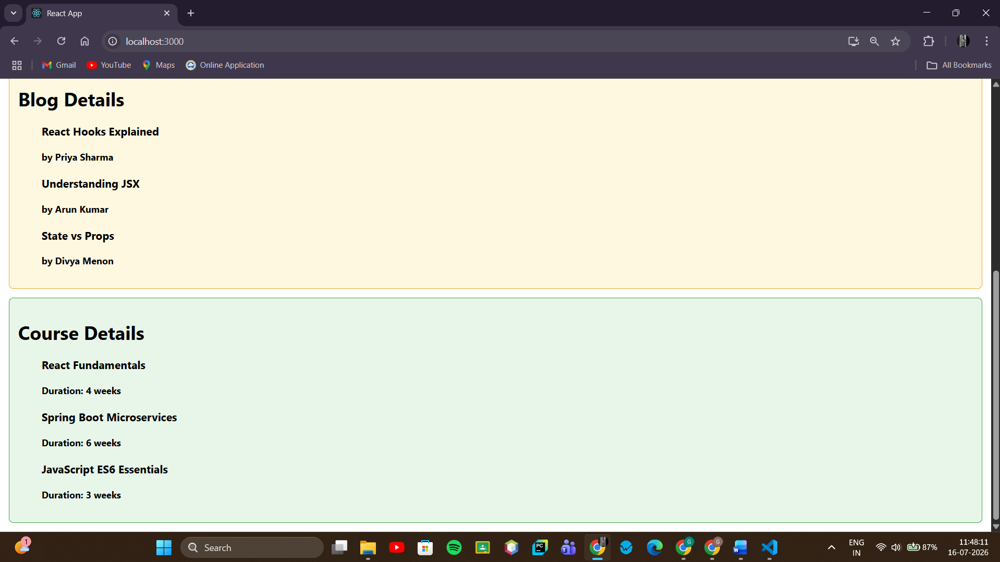 React App
localhost:3000
Gmail
YouTube
Maps
Online Application
All Bookmarks
Blog Details
React Hooks Explained
by Priya Sharma
Understanding JSX
by Arun Kumar
State vs Props
by Divya Menon
Course Details
React Fundamentals
Duration: 4 weeks
Spring Boot Microservices
Duration: 6 weeks
JavaScript ES6 Essentials
Duration: 3 weeks
1
Search
PC
T
G
G
W
ENG
IN
87%
11:48:11
16-07-2026